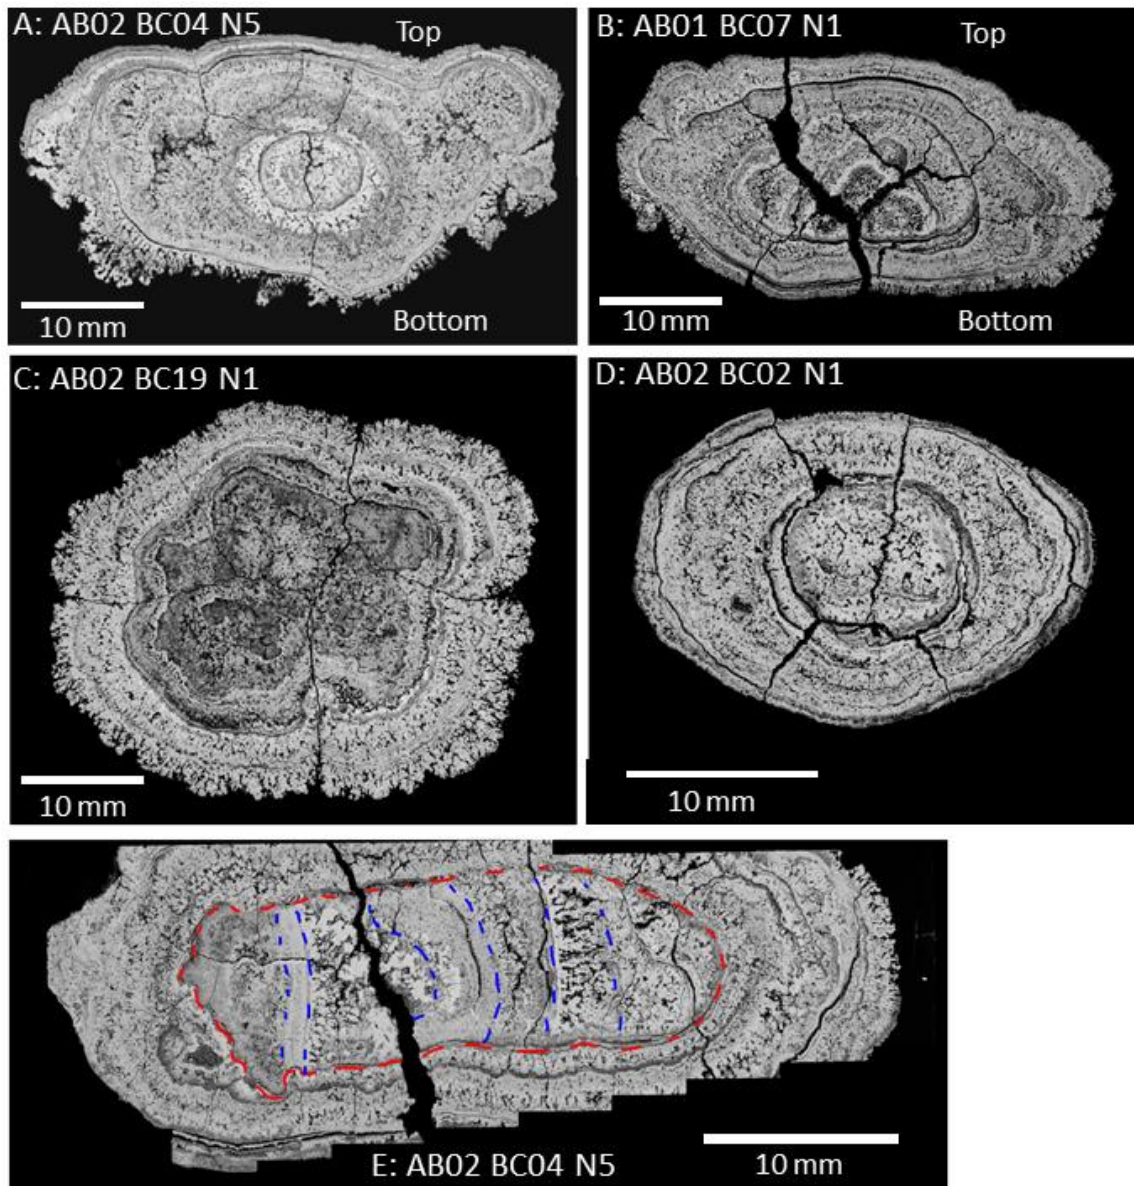 A: AB02 BC04 N5
Top
10 mm
Bottom
B: AB01 BC07 N1
Top
10 mm
Bottom
C: AB02 BC19 N1
10 mm
D: AB02 BC02 N1
10 mm
E: AB02 BC04 N5
10 mm